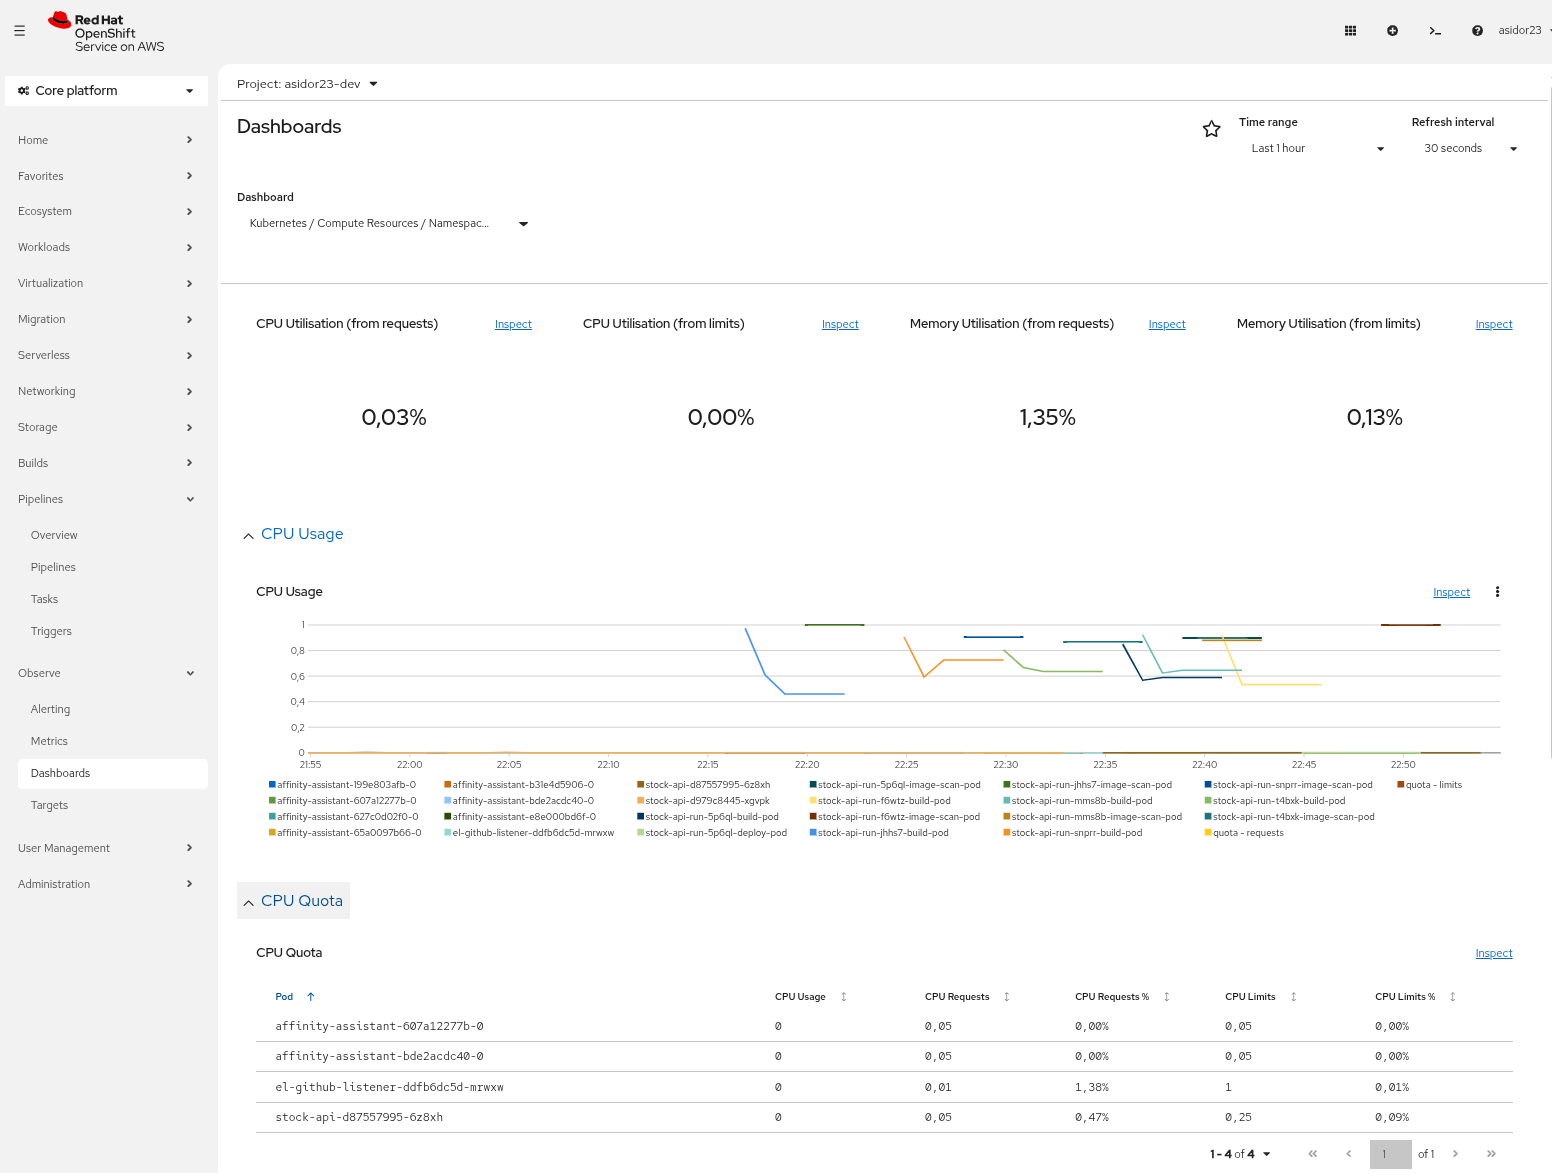 Red Hat
OpenShift
Service on AWS
asidor23
Core platform
Home
Favorites
Ecosystem
Workloads
Virtualization
Migration
Serverless
Networking
Storage
Builds
Pipelines
Overview
Pipelines
Tasks
Triggers
Observe
Alerting
Metrics
Dashboards
Targets
User Management
Administration
Project: asidor23-dev
Dashboards
Time range
Last 1 hour
Refresh interval
30 seconds
Dashboard
Kubernetes / Compute Resources / Namespac...
CPU Utilisation (from requests) Inspect
0,03%
CPU Utilisation (from limits) Inspect
0,00%
Memory Utilisation (from requests) Inspect
1,35%
Memory Utilisation (from limits) Inspect
0,13%
CPU Usage
CPU Usage Inspect
1
0,8
0,6
0,4
0,2
0
21:55 22:00 22:05 22:10 22:15 22:20 22:25 22:30 22:35 22:40 22:45 22:50
affinity-assistant-199e803afb-0 affinity-assistant-b31e4d5906-0 stock-api-d87557995-6z8xh stock-api-run-5p6ql-image-scan-pod stock-api-run-jhhs7-image-scan-pod stock-api-run-snprr-image-scan-pod quota - limits
affinity-assistant-607a12277b-0 affinity-assistant-bde2acdc40-0 stock-api-d979c8445-xgvpk stock-api-run-f6wtz-build-pod stock-api-run-mms8b-build-pod stock-api-run-t4bxk-build-pod
affinity-assistant-627c0d02f0-0 affinity-assistant-e8e000bd6f-0 stock-api-run-5p6ql-build-pod stock-api-run-f6wtz-image-scan-pod stock-api-run-mms8b-image-scan-pod stock-api-run-t4bxk-image-scan-pod
affinity-assistant-65a0097b66-0 el-github-listener-ddfb6dc5d-mrwxw stock-api-run-5p6ql-deploy-pod stock-api-run-jhhs7-build-pod stock-api-run-snprr-build-pod quota - requests
CPU Quota
CPU Quota Inspect
Pod CPU Usage CPU Requests CPU Requests % CPU Limits CPU Limits %
affinity-assistant-607a12277b-0 0 0,05 0,00% 0,05 0,00%
affinity-assistant-bde2acdc40-0 0 0,05 0,00% 0,05 0,00%
el-github-listener-ddfb6dc5d-mrwxw 0 0,01 1,38% 1 0,01%
stock-api-d87557995-6z8xh 0 0,05 0,47% 0,25 0,09%
1 - 4 of 4 1 of 1